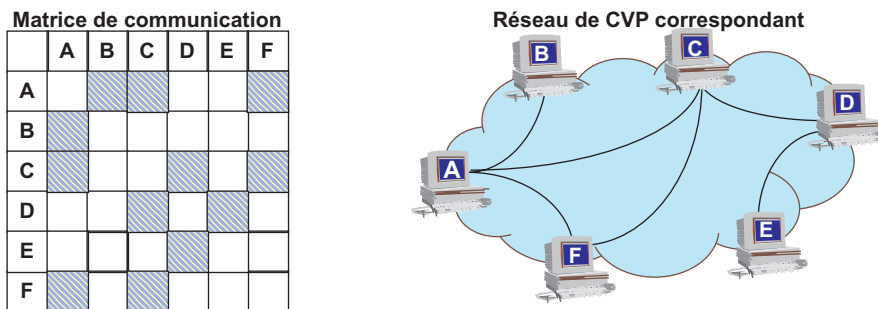 Matrice de communication
A B C D E F
A
B
C
D
E
F
Réseau de CVP correspondant
B
C
D
A
E
F